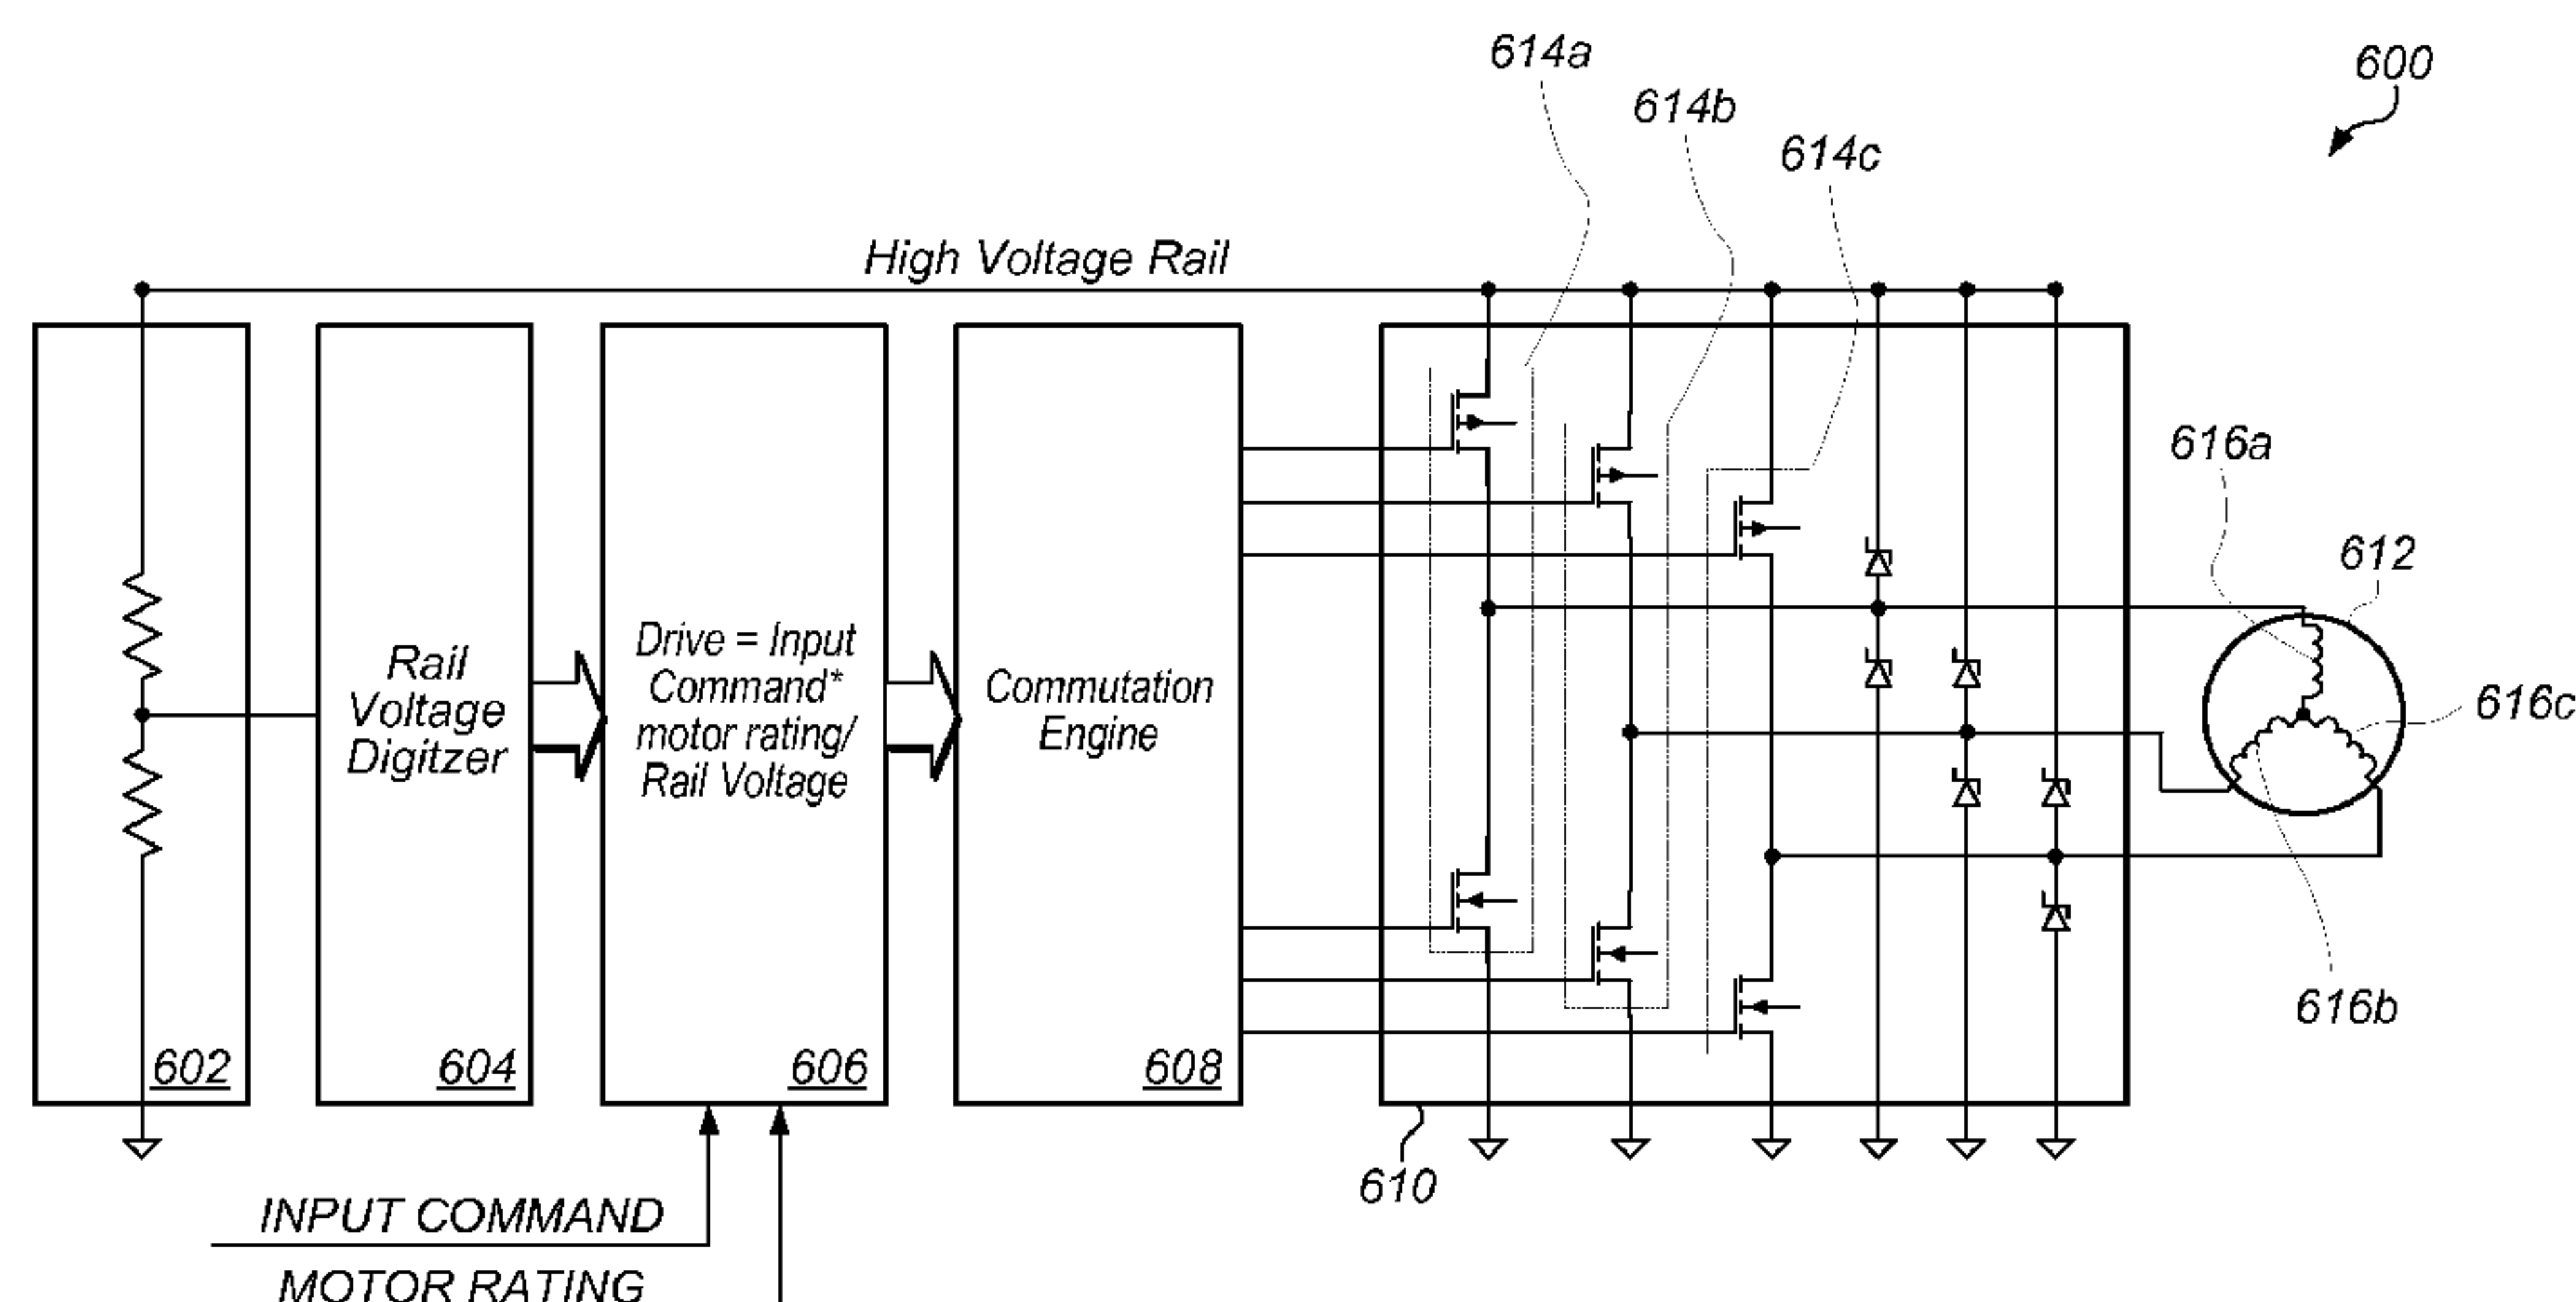 614a
600
614b
614c
High Voltage Rail
616a
612
Rail
Voltage
Digitzer
Drive = Input
Command*
motor rating/
Rail Voltage
Commutation
Engine
616c
616b
602
604
606
608
610
INPUT COMMAND
MOTOR RATING